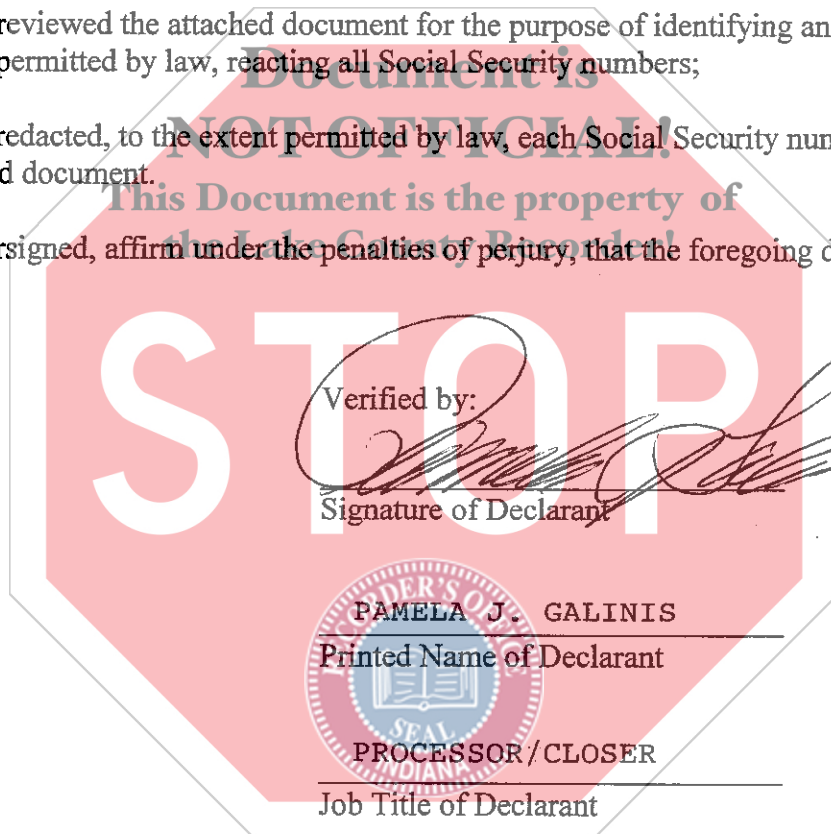 reviewed the attached document for the purpose of identifying an
permitted by law, reacting all Social Security numbers;
Document is
redacted, to the extent permitted by law, each Social Security num
NOT OFFICIAL!
d document.
This Document is the property of
the Lake County Recorder!
rsigned, affirm under the penalties of perjury, that the foregoing d
STOP
Verified by:
Signature of Declarant
RECORDER'S OFFICE
PAMELA J. GALINIS
Printed Name of Declarant
SEAL
PROCESSOR/CLOSER
INDIANA
Job Title of Declarant